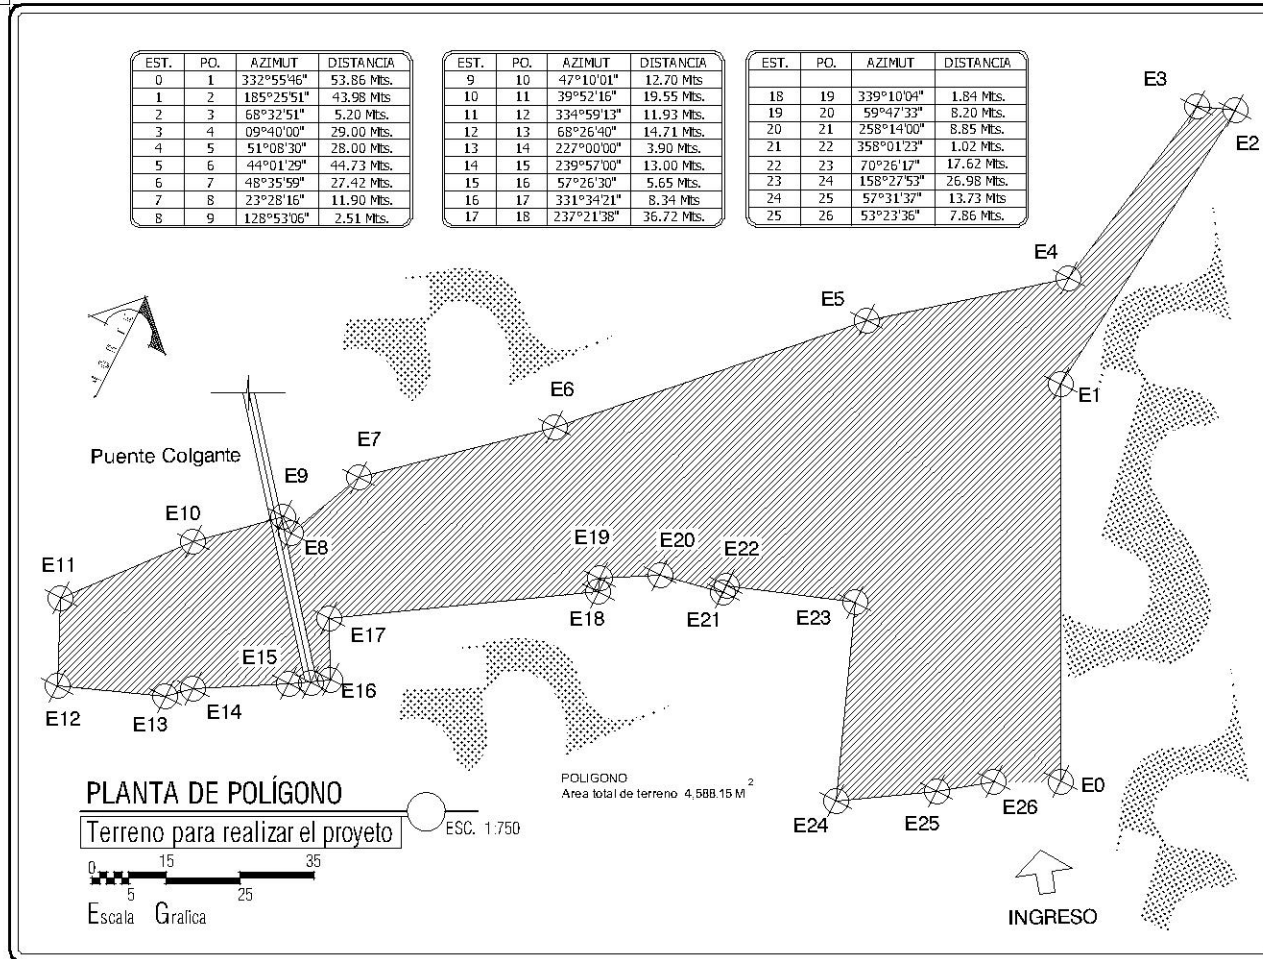 EST. PO. AZIMUT DISTANCIA
0 1 332°55'46" 53.86 Mts.
1 2 185°25'51" 43.98 Mts
2 3 68°32'51" 5.20 Mts.
3 4 09°40'00" 29.00 Mts.
4 5 51°08'30" 28.00 Mts.
5 6 44°01'29" 44.73 Mts.
6 7 48°35'59" 27.42 Mts.
7 8 23°28'16" 11.90 Mts.
8 9 128°53'06" 2.51 Mts.
EST. PO. AZIMUT DISTANCIA
9 10 47°10'01" 12.70 Mts
10 11 39°52'16" 19.55 Mts.
11 12 334°59'13" 11.93 Mts.
12 13 68°26'40" 14.71 Mts.
13 14 227°00'00" 3.90 Mts.
14 15 239°57'00" 13.00 Mts.
15 16 57°26'30" 5.65 Mts.
16 17 331°34'21" 8.34 Mts
17 18 237°21'38" 36.72 Mts.
EST. PO. AZIMUT DISTANCIA
18 19 339°10'04" 1.84 Mts.
19 20 59°47'33" 8.20 Mts.
20 21 258°14'00" 8.85 Mts.
21 22 358°01'23" 1.02 Mts.
22 23 70°26'17" 17.62 Mts.
23 24 158°27'53" 26.98 Mts.
24 25 57°31'37" 13.73 Mts
25 26 53°23'36" 7.86 Mts.
E3
E2
E4
E5
E1
NORTE
E6
E7
Puente Colgante
E9
E10
E8
E19
E20
E22
E11
E18
E21
E23
E17
E15
E16
E12
E13
E14
E0
E26
E24
E25
POLIGONO
Area total de terreno 4,588.15 M²
PLANTA DE POLÍGONO
Terreno para realizar el proyeto
ESC. 1:750
0 15 35
5 25
Escala Grafica
INGRESO